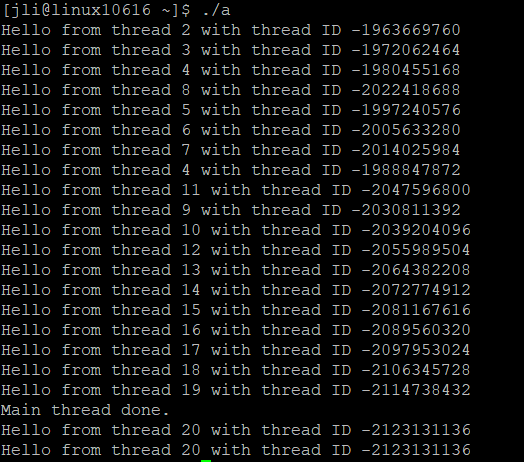 [jli@linux10616 ~]$ ./a
Hello from thread 2 with thread ID -1963669760
Hello from thread 3 with thread ID -1972062464
Hello from thread 4 with thread ID -1980455168
Hello from thread 8 with thread ID -2022418688
Hello from thread 5 with thread ID -1997240576
Hello from thread 6 with thread ID -2005633280
Hello from thread 7 with thread ID -2014025984
Hello from thread 4 with thread ID -1988847872
Hello from thread 11 with thread ID -2047596800
Hello from thread 9 with thread ID -2030811392
Hello from thread 10 with thread ID -2039204096
Hello from thread 12 with thread ID -2055989504
Hello from thread 13 with thread ID -2064382208
Hello from thread 14 with thread ID -2072774912
Hello from thread 15 with thread ID -2081167616
Hello from thread 16 with thread ID -2089560320
Hello from thread 17 with thread ID -2097953024
Hello from thread 18 with thread ID -2106345728
Hello from thread 19 with thread ID -2114738432
Main thread done.
Hello from thread 20 with thread ID -2123131136
Hello from thread 20 with thread ID -2123131136